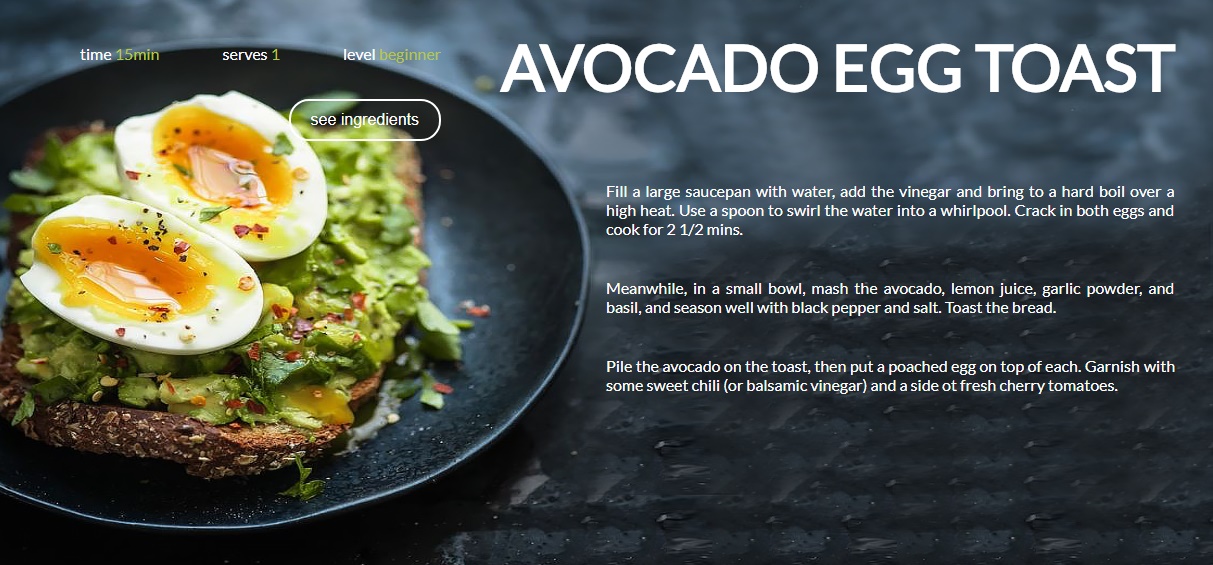 time 15min serves 1 level beginner
AVOCADO EGG TOAST
see ingredients
Fill a large saucepan with water, add the vinegar and bring to a hard boil over a
high heat. Use a spoon to swirl the water into a whirlpool. Crack in both eggs and
cook for 2 1/2 mins.
Meanwhile, in a small bowl, mash the avocado, lemon juice, garlic powder, and
basil, and season well with black pepper and salt. Toast the bread.
Pile the avocado on the toast, then put a poached egg on top of each. Garnish with
some sweet chili (or balsamic vinegar) and a side ot fresh cherry tomatoes.